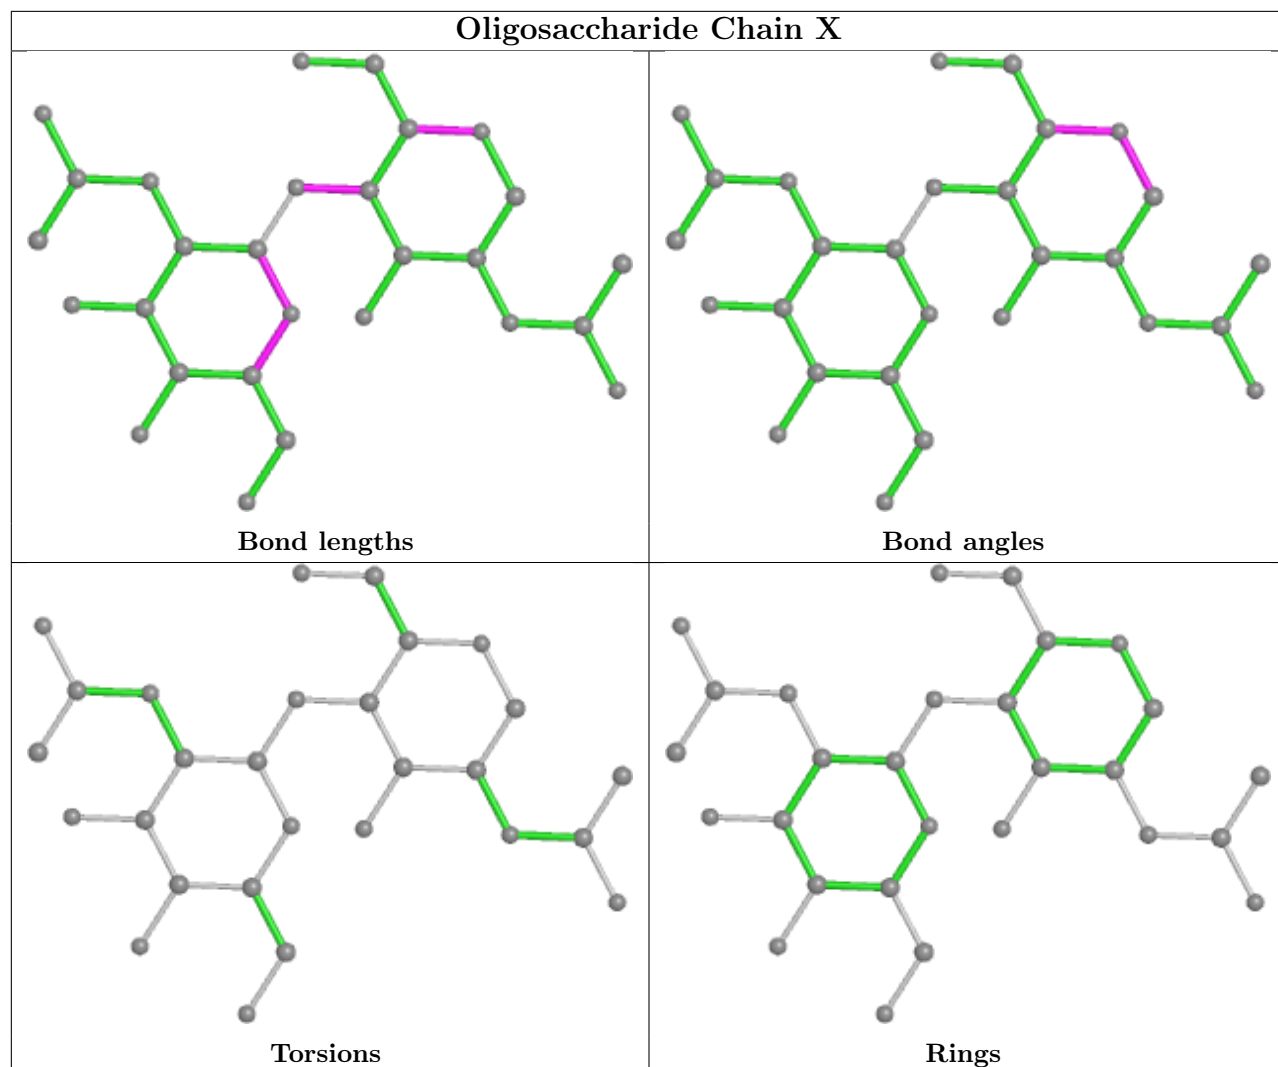 Oligosaccharide Chain X
Bond lengths
Bond angles
Torsions
Rings